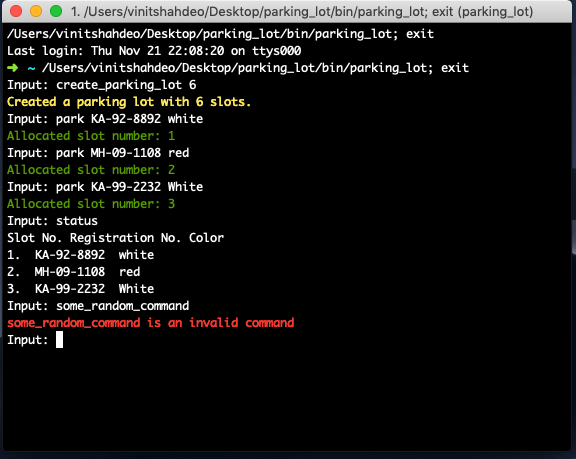 1. /Users/vinitshahdeo/Desktop/parking_lot/bin/parking_lot; exit (parking_lot)
/Users/vinitshahdeo/Desktop/parking_lot/bin/parking_lot; exit
Last login: Thu Nov 21 22:08:20 on ttys000
➜ ~ /Users/vinitshahdeo/Desktop/parking_lot/bin/parking_lot; exit
Input: create_parking_lot 6
Created a parking lot with 6 slots.
Input: park KA-92-8892 white
Allocated slot number: 1
Input: park MH-09-1108 red
Allocated slot number: 2
Input: park KA-99-2232 White
Allocated slot number: 3
Input: status
Slot No. Registration No. Color
1. KA-92-8892 white
2. MH-09-1108 red
3. KA-99-2232 White
Input: some_random_command
some_random_command is an invalid command
Input: